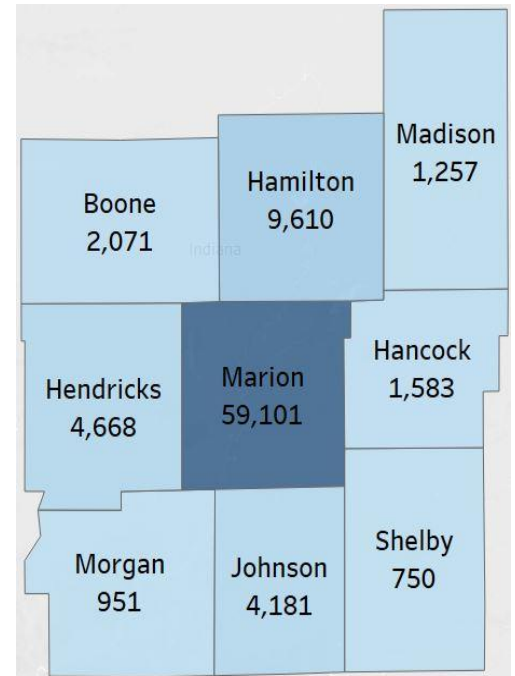 Madison
1,257
Hamilton
9,610
Boone
2,071
Indiana
Hancock
1,583
Marion
59,101
Hendricks
4,668
Shelby
750
Morgan
951
Johnson
4,181